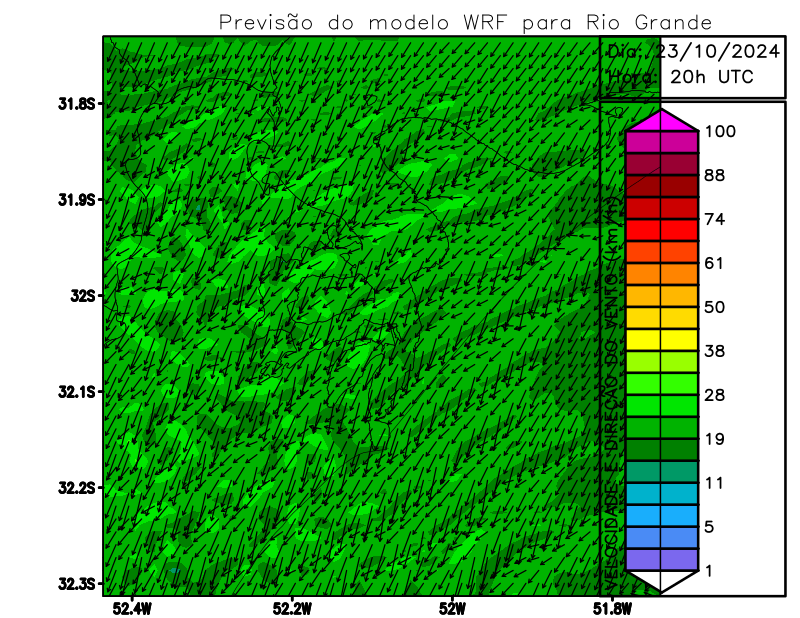 Previsão do modelo WRF para Rio Grande
Dia: 23/10/2024
Hora: 20h UTC
31.8S
31.9S
32S
32.1S
32.2S
32.3S
52.4W
52.2W
52W
51.8W
VELOCIDADE E DIREÇÃO DO VENTO (km/h)
100
88
74
61
50
38
28
19
11
5
1